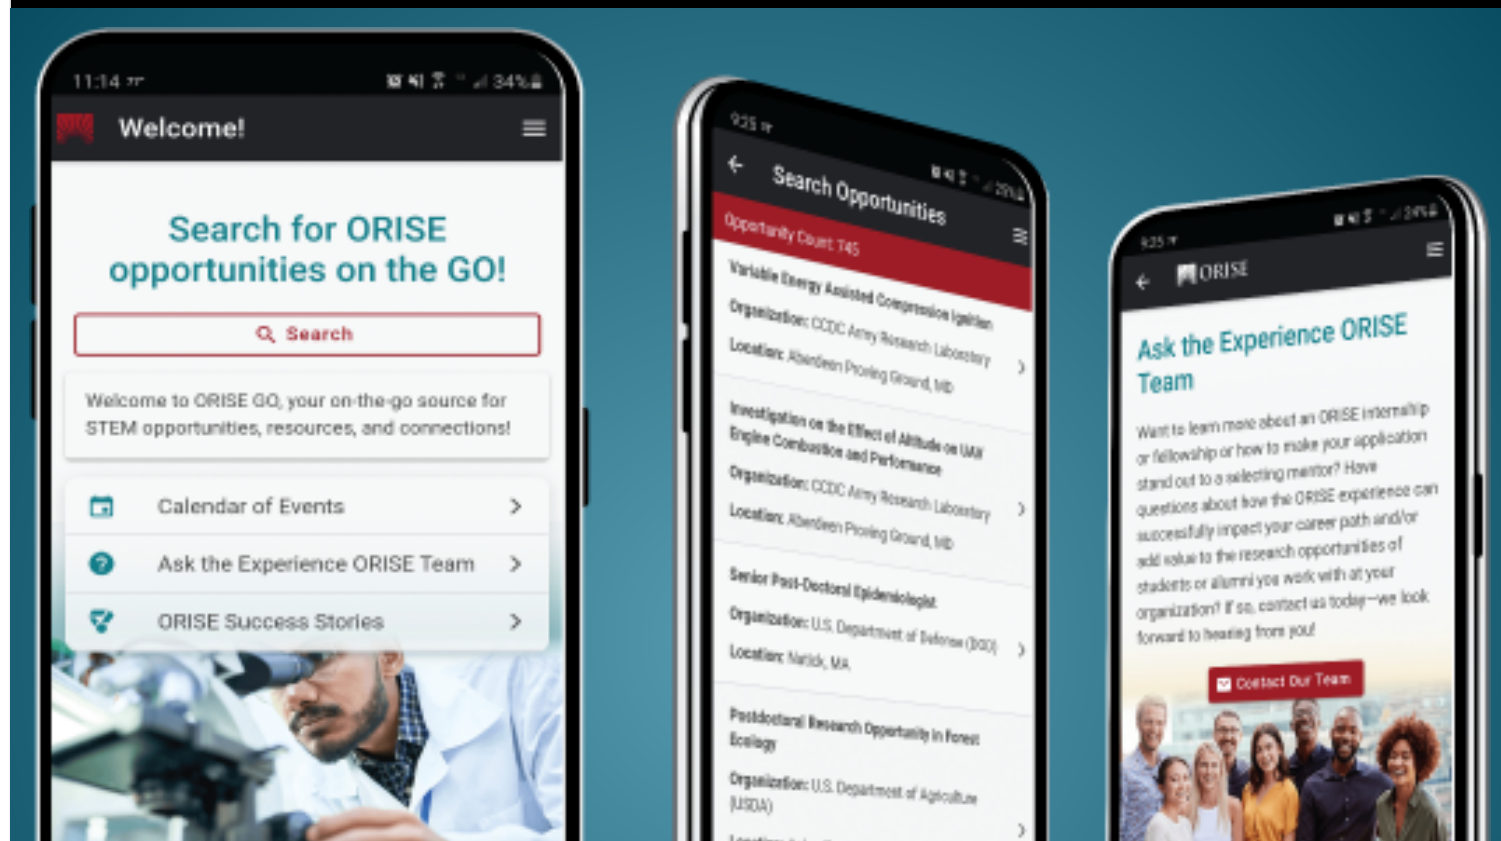 11:14
34%
Welcome!
Search for ORISE
opportunities on the GO!
Search
Welcome to ORISE GO, your on-the-go source for
STEM opportunities, resources, and connections!
Calendar of Events
Ask the Experience ORISE Team
ORISE Success Stories
9:25
Search Opportunities
Opportunity Count: 745
Variable Energy Assisted Compression Ignition
Organization: CCDC Army Research Laboratory
Location: Aberdeen Proving Ground, MD
Investigation on the Effect of Altitude on UAV
Engine Combustion and Performance
Organization: CCDC Army Research Laboratory
Location: Aberdeen Proving Ground, MD
Senior Post-Doctoral Epidemiologist
Organization: U.S. Department of Defense (DOD)
Location: Natick, MA
Postdoctoral Research Opportunity in Forest
Ecology
Organization: U.S. Department of Agriculture
(USDA)
9:25
ORISE
Ask the Experience ORISE
Team
Want to learn more about an ORISE internship
or fellowship or how to make your application
stand out to a selecting mentor? Have
questions about how the ORISE experience can
successfully impact your career path and/or
add value to the research opportunities of
students or alumni you work with at your
organization? If so, contact us today—we look
forward to hearing from you!
Contact Our Team